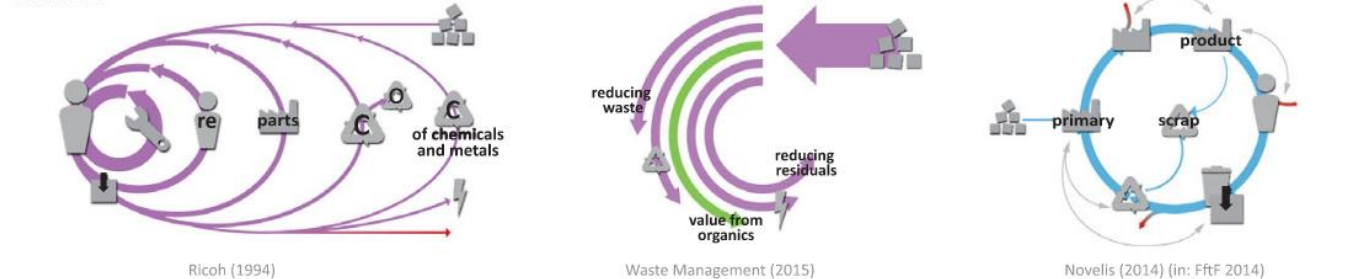 re
parts
C
O
C
of chemicals
and metals
Ricoh (1994)
reducing
waste
reducing
residuals
value from
organics
Waste Management (2015)
product
primary
scrap
Novelis (2014) (in: FftF 2014)